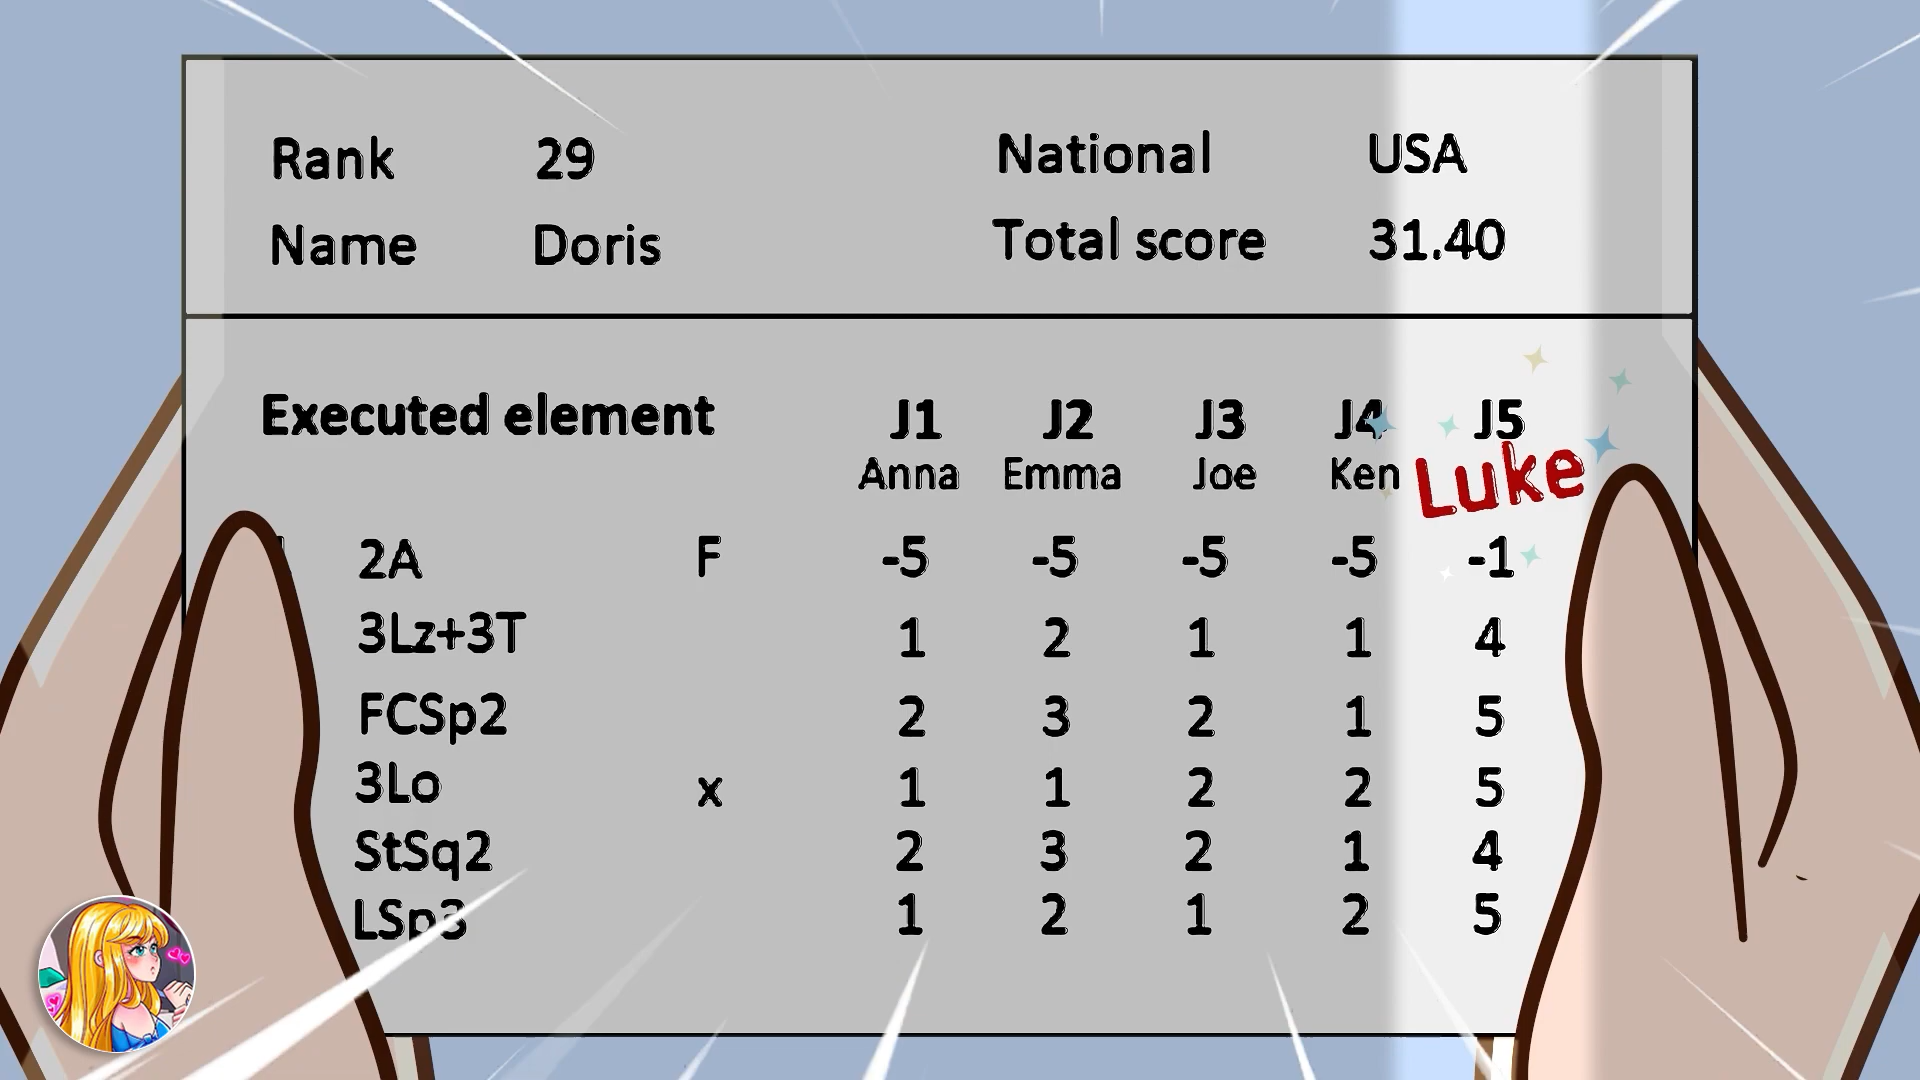 Rank 29 National USA
Name Doris Total score 31.40
Executed element J1 J2 J3 J4 J5
Anna Emma Joe Ken Luke
2A F -5 -5 -5 -5 -1
3Lz+3T 1 2 1 1 4
FCSp2 2 3 2 1 5
3Lo x 1 1 2 2 5
StSq2 2 3 2 1 4
LSp3 1 2 1 2 5